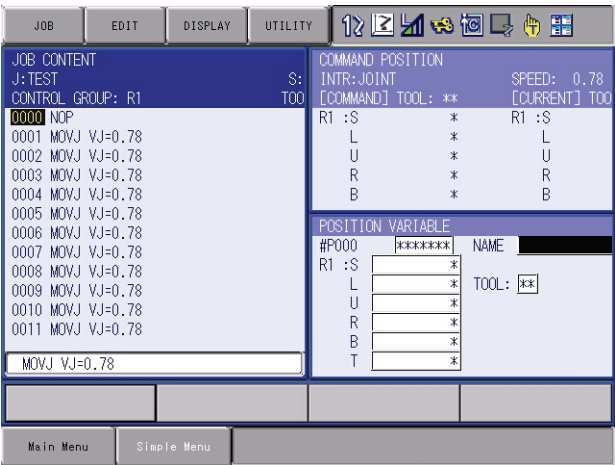 JOB EDIT DISPLAY UTILITY 12
JOB CONTENT
J:TEST S:
CONTROL GROUP: R1 TOO
0000 NOP
0001 MOVJ VJ=0.78
0002 MOVJ VJ=0.78
0003 MOVJ VJ=0.78
0004 MOVJ VJ=0.78
0005 MOVJ VJ=0.78
0006 MOVJ VJ=0.78
0007 MOVJ VJ=0.78
0008 MOVJ VJ=0.78
0009 MOVJ VJ=0.78
0010 MOVJ VJ=0.78
0011 MOVJ VJ=0.78
MOVJ VJ=0.78
COMMAND POSITION
INTR:JOINT SPEED: 0.78
[COMMAND] TOOL: ** [CURRENT] TOO
R1 :S * R1 :S
L * L
U * U
R * R
B * B
POSITION VARIABLE
#P000 ******* NAME
R1 :S *
L * TOOL: **
U *
R *
B *
T *
Main Menu Simple Menu